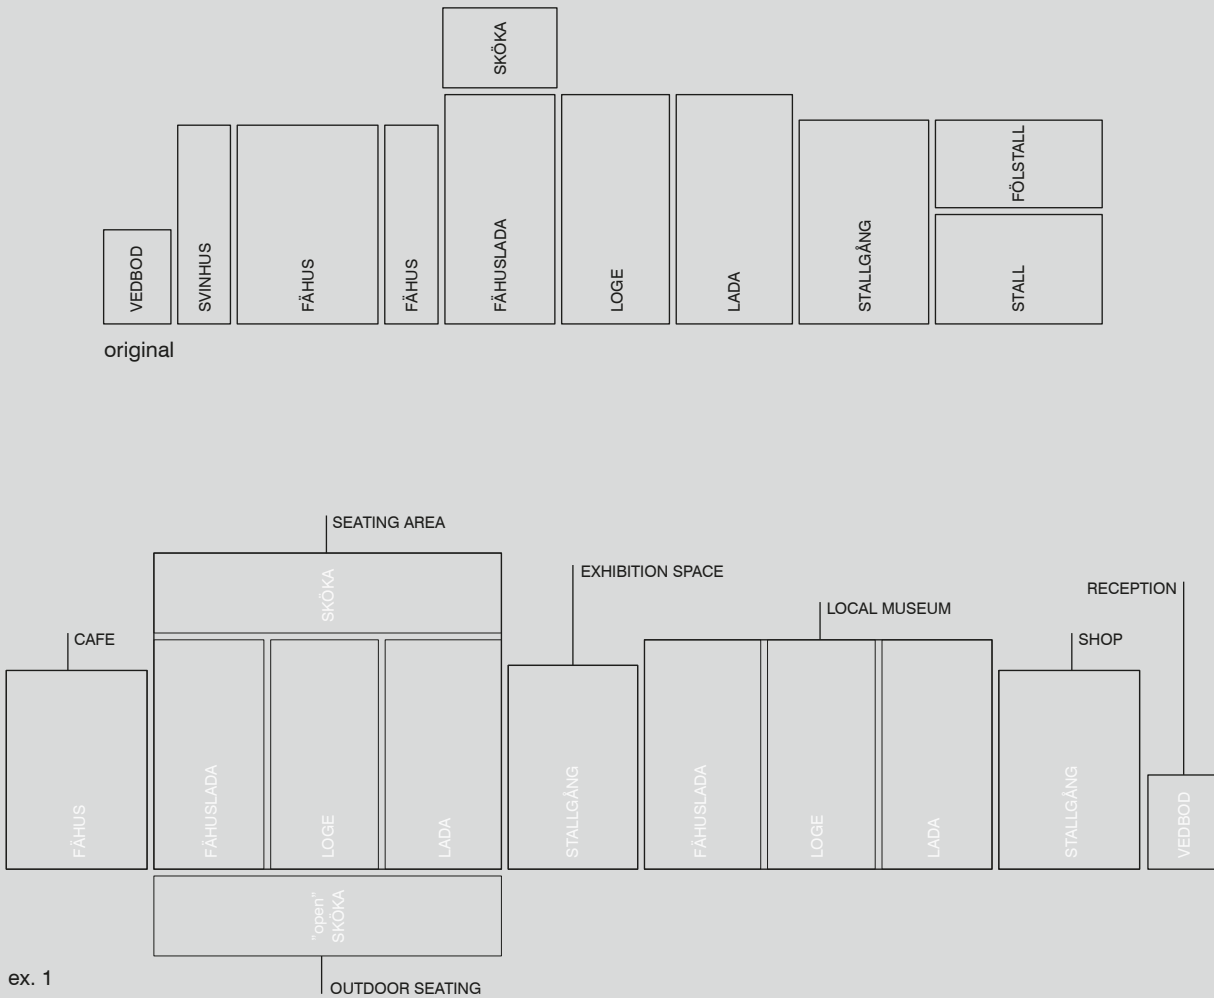 SKÖKA
VEDBOD
SVINHUS
FÄHUS
FÄHUS
FÄHUSLADA
LOGE
LADA
STALLGÅNG
FÖLSTALL
STALL
original
SEATING AREA
SKÖKA
EXHIBITION SPACE
RECEPTION
LOCAL MUSEUM
CAFE
SHOP
FÄHUS
FÄHUSLADA
LOGE
LADA
STALLGÅNG
FÄHUSLADA
LOGE
LADA
STALLGÅNG
VEDBOD
"open"
SKÖKA
ex. 1
OUTDOOR SEATING